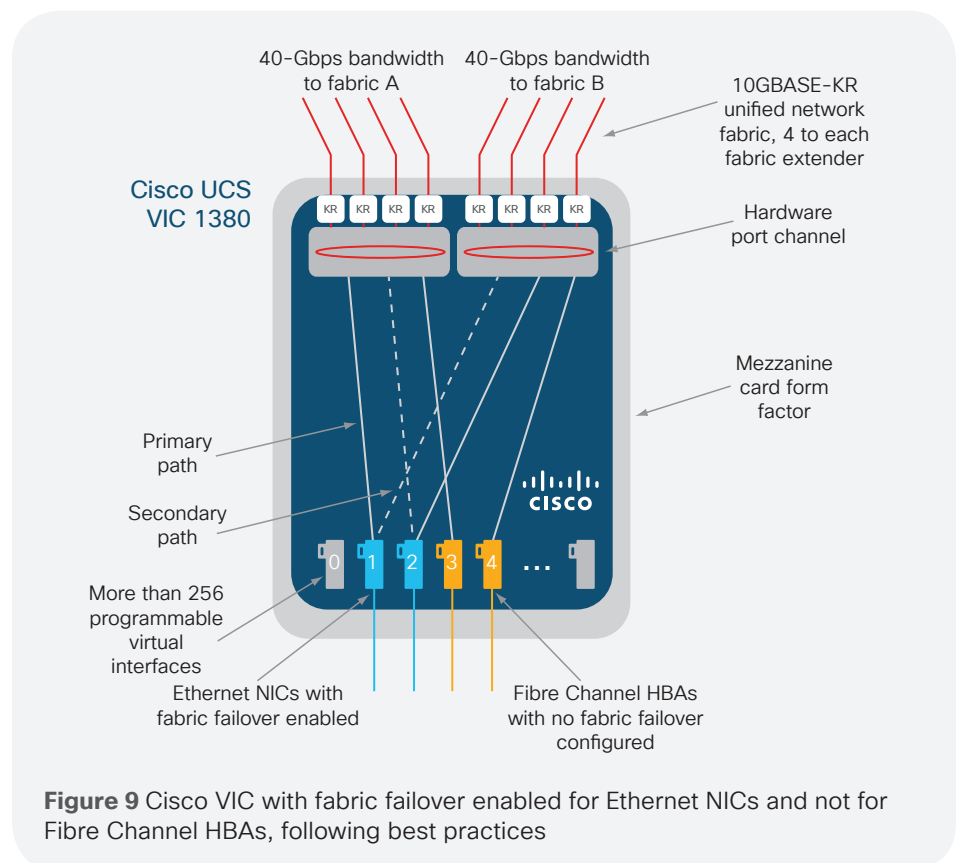 40-Gbps bandwidth
to fabric A
40-Gbps bandwidth
to fabric B
10GBASE-KR
unified network
fabric, 4 to each
fabric extender
Cisco UCS
VIC 1380
KR KR KR KR KR KR KR KR
Hardware
port channel
Mezzanine
card form
factor
Primary
path
Secondary
path
CISCO
0 1 2 3 4 ...
More than 256
programmable
virtual
interfaces
Ethernet NICs with
fabric failover enabled
Fibre Channel HBAs
with no fabric failover
configured
Figure 9 Cisco VIC with fabric failover enabled for Ethernet NICs and not for
Fibre Channel HBAs, following best practices